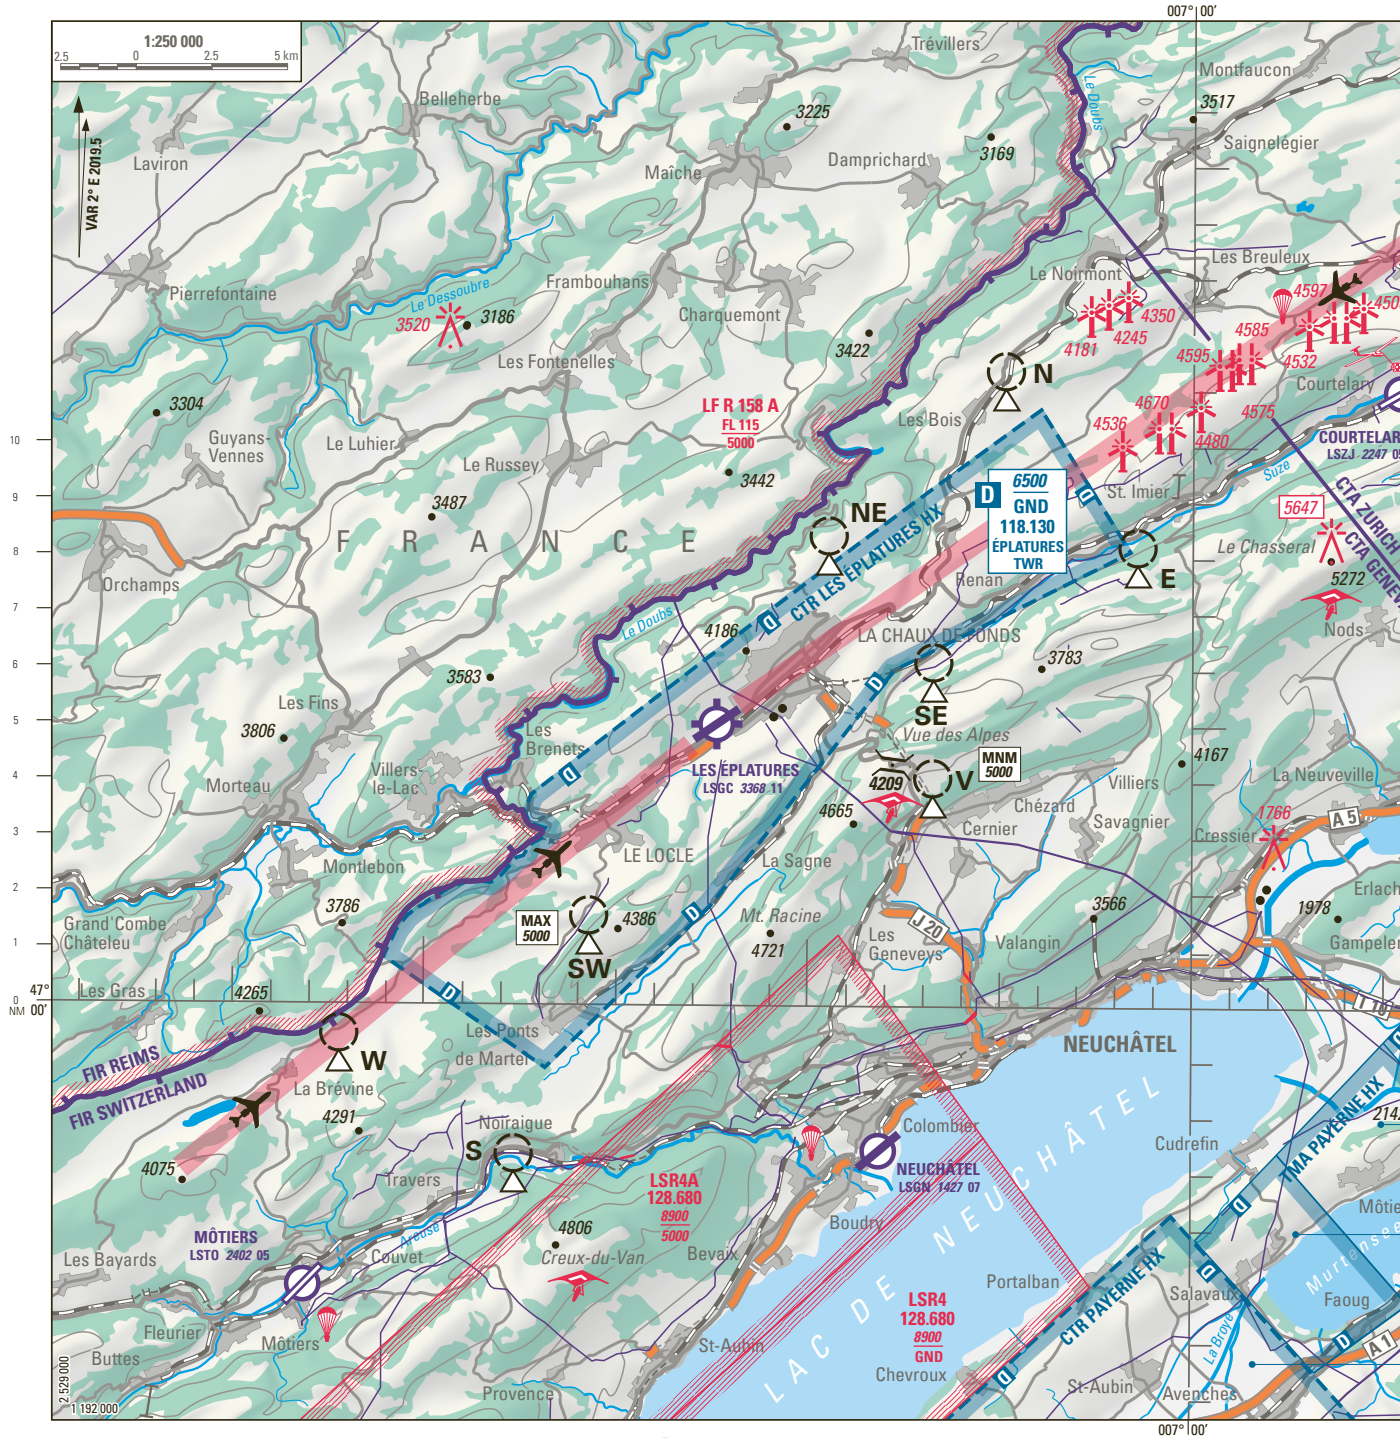 007° 00'
1:250 000
2.5 0 2.5 5 km
VAR 2° E 2019.5
Trévillers
Montfaucon
Le Doubs
Belleherbe
3225
3517
Saignelégier
Laviron
Maîche
Damprichard
3169
Pierrefontaine
Le Dessoubre
Frambouhans
Le Noirmont
Les Breuleux
3520
3186
Charquemont
4350
4245
4181
4597
450
4585
4532
3422
Les Fontenelles
4595
Courtelary
N
3304
LF R 158 A
FL 115
5000
Les Bois
4670
4536
4575
4480
COURTELAR
LSZJ 2247 05
10
Guyans-
Vennes
Le Luhier
Le Russey
3442
D
6500
GND
118.130
ÉPLATURES
TWR
St. Imier
Suze
CTA ZURICH
CTA GENEV
9
3487
NE
D
5647
Le Chasseral
5272
8
FRANCE
CTR LES ÉPLATURES HX
Orchamps
Renan
E
7
Le Doubs
4186
D
Nods
LA CHAUX DE FONDS
6
3583
3783
D
SE
Les Fins
5
3806
Les
Brenets
Vue des Alpes
4167
4
Morteau
Villers-
le-Lac
D
LES ÉPLATURES
LSGC 3368 11
MNM
5000
V
4209
Villiers
La Neuveville
4665
Chézard
3
Savagnier
1766
A 5
Cressier
Cernier
Montlebon
LE LOCLE
La Sagne
2
Erlach
3786
MAX
5000
4386
D
Mt. Racine
4721
J 20
3566
1978
Grand'Combe
Châteleu
1
SW
Les
Geneveys
Valangin
Gampelen
Les Gras
4265
D
47°
00'
0
NM
Les Ponts
de Martel
T 10
FIR REIMS
FIR SWITZERLAND
W
NEUCHÂTEL
La Brévine
4291
S
Noiraigue
Colombier
Cudrefin
TMA PAYERNE HX
214
4075
Travers
LSR4A
128.680
8900
5000
NEUCHÂTEL
LSGN 1427 07
D
MÔTIERS
LSTO 2402 05
Areuse
4806
Creux-du-Van
Boudry
Bevaix
LAC DE NEUCHÂTEL
Les Bayards
Couvet
CTR PAYERNE HX
D
Murtensee
Portalban
Salavaux
Faoug
Fleurier
Môtiers
LSR4
128.680
8900
GND
La Broye
D
Buttes
St-Aubin
Chevroux
D
A 1
St-Aubin
Avenches
Provence
2 529 000
1 192 000
007° 00'